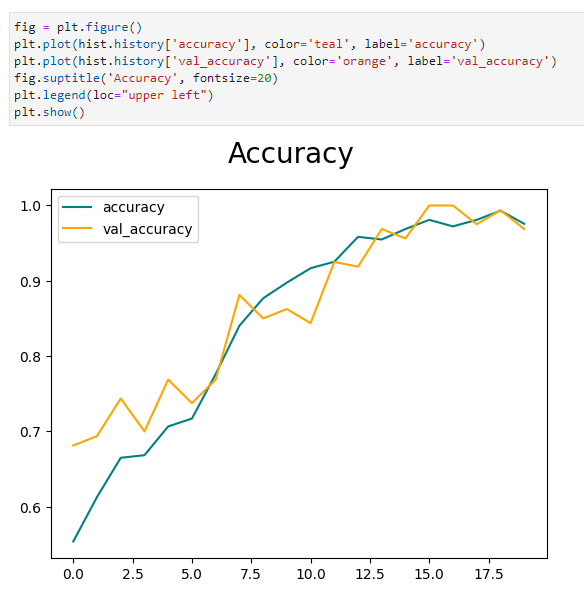 fig = plt.figure()
plt.plot(hist.history['accuracy'], color='teal', label='accuracy')
plt.plot(hist.history['val_accuracy'], color='orange', label='val_accuracy')
fig.suptitle('Accuracy', fontsize=20)
plt.legend(loc="upper left")
plt.show()
Accuracy
accuracy
val_accuracy
1.0
0.9
0.8
0.7
0.6
0.0 2.5 5.0 7.5 10.0 12.5 15.0 17.5